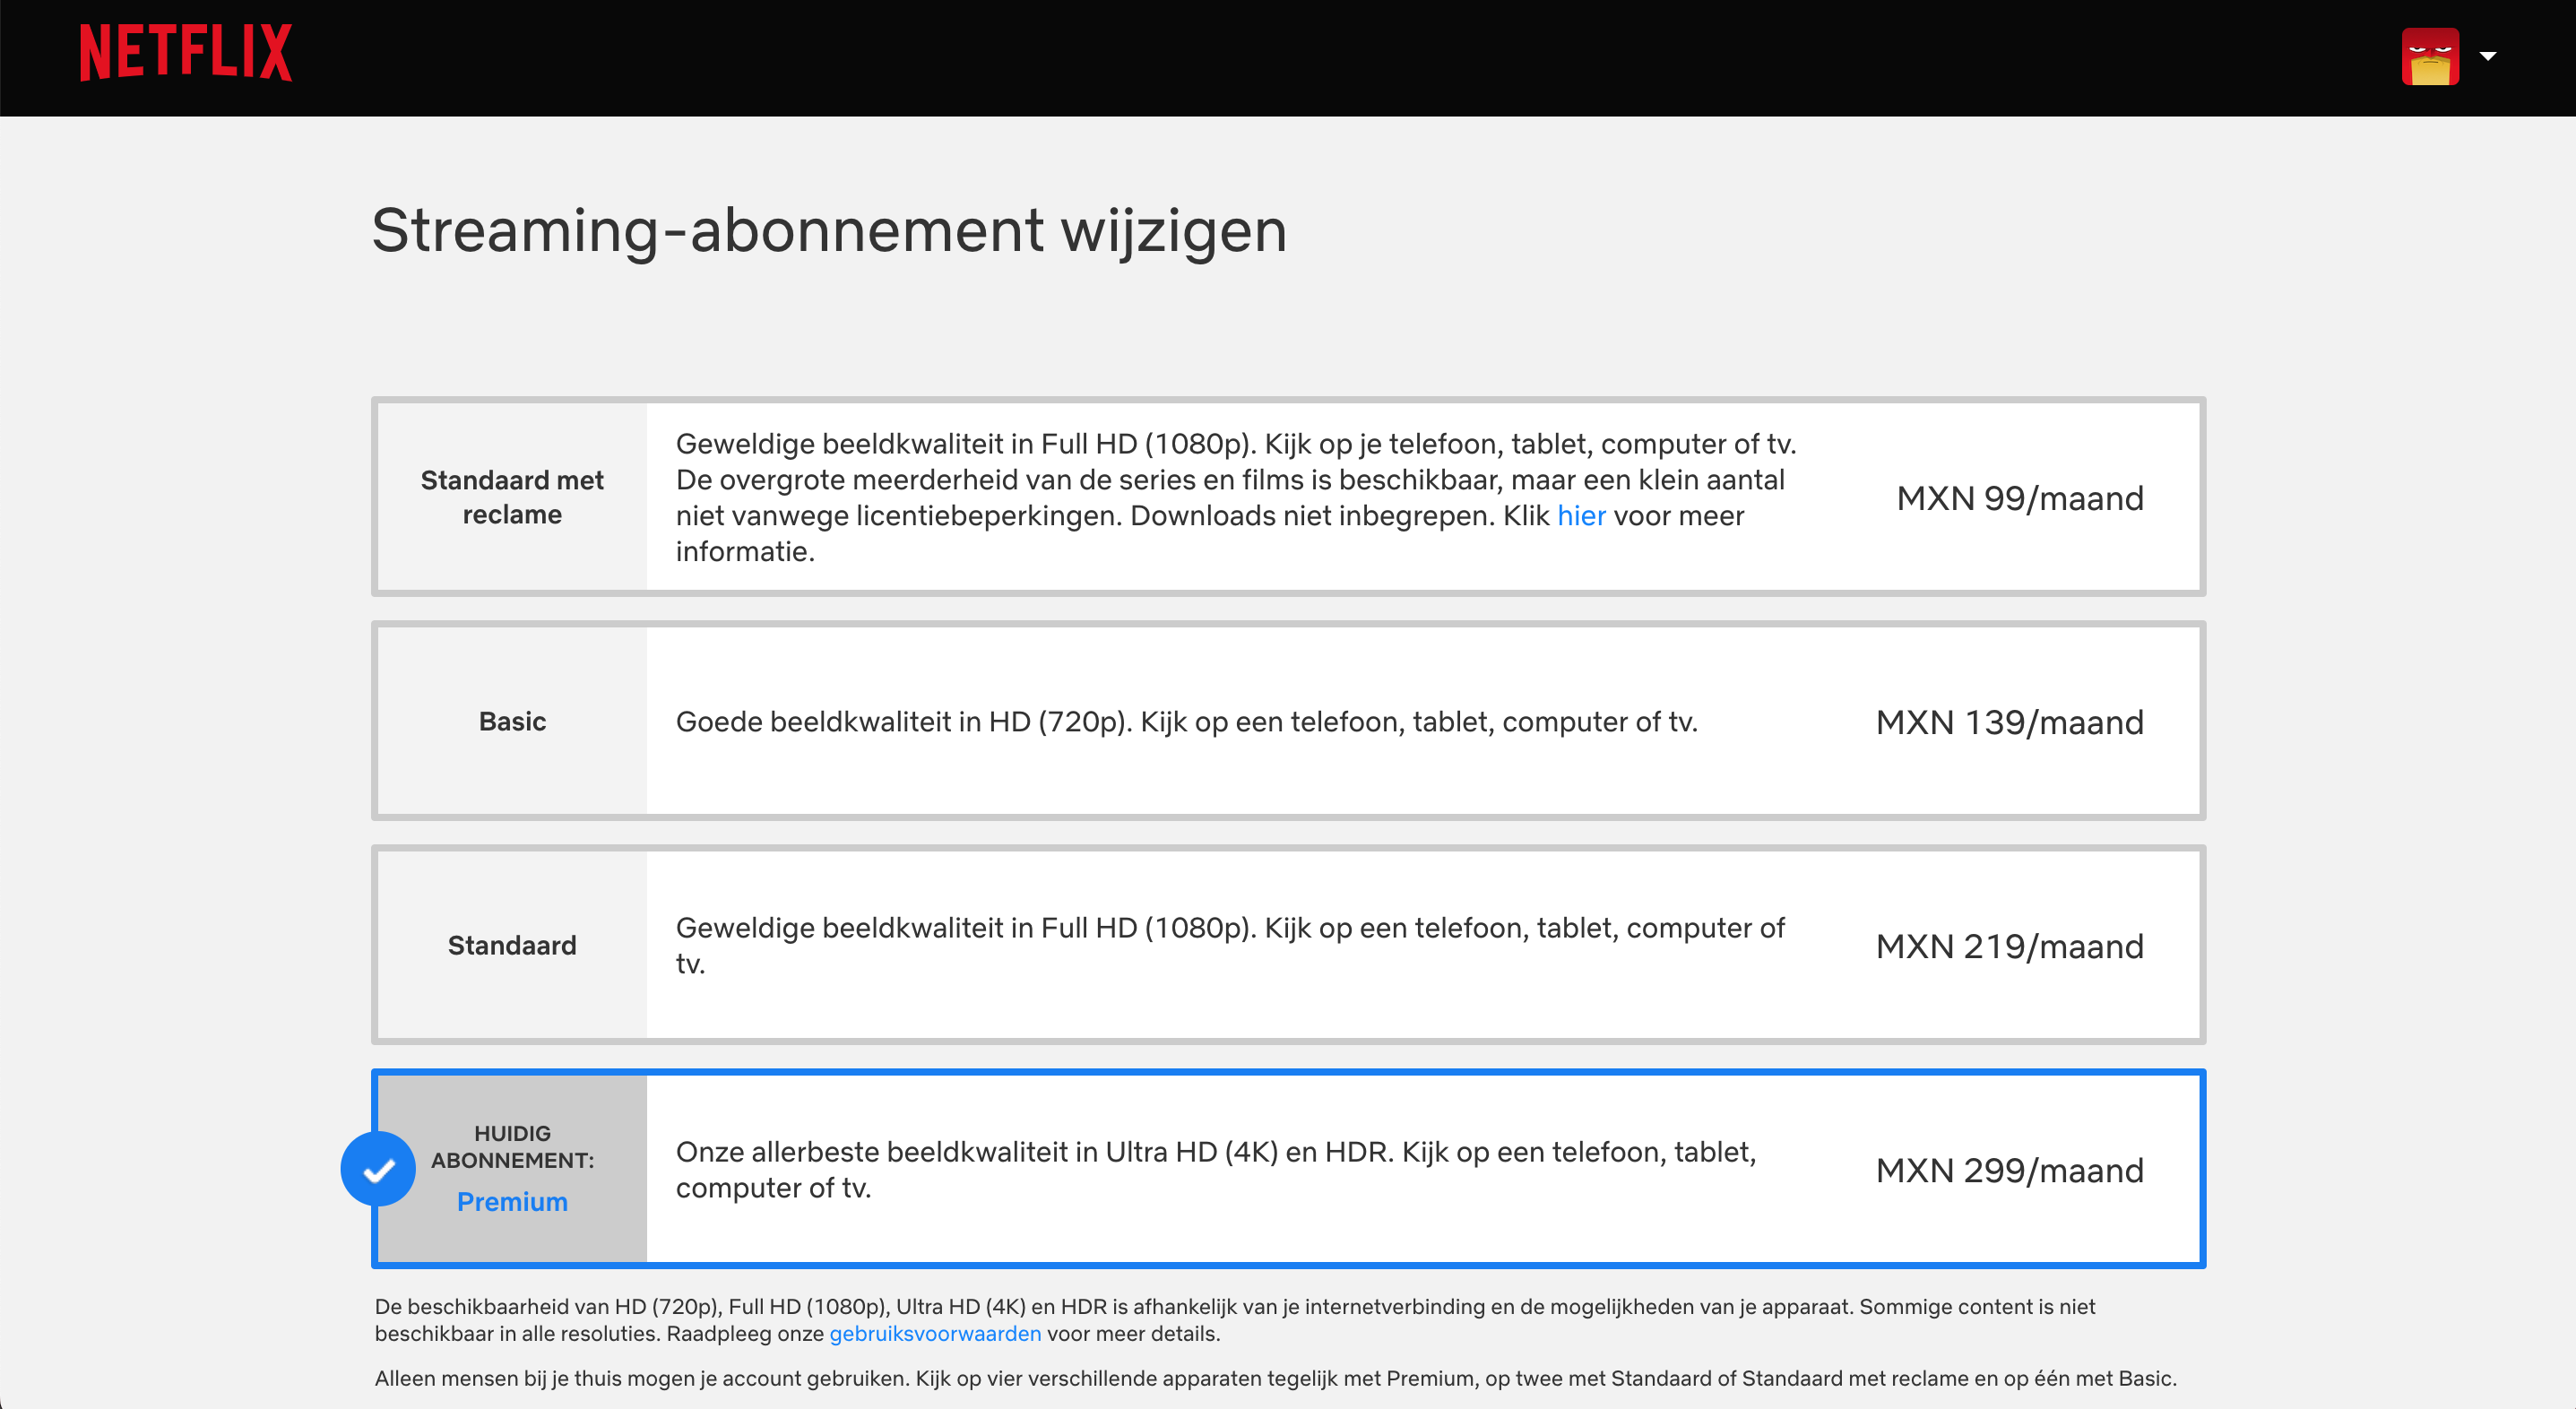 NETFLIX
Streaming-abonnement wijzigen
Standaard met
reclame
Geweldige beeldkwaliteit in Full HD (1080p). Kijk op je telefoon, tablet, computer of tv.
De overgrote meerderheid van de series en films is beschikbaar, maar een klein aantal
niet vanwege licentiebeperkingen. Downloads niet inbegrepen. Klik hier voor meer
informatie.
MXN 99/maand
Basic
Goede beeldkwaliteit in HD (720p). Kijk op een telefoon, tablet, computer of tv.
MXN 139/maand
Standaard
Geweldige beeldkwaliteit in Full HD (1080p). Kijk op een telefoon, tablet, computer of
tv.
MXN 219/maand
HUIDIG
ABONNEMENT:
Premium
Onze allerbeste beeldkwaliteit in Ultra HD (4K) en HDR. Kijk op een telefoon, tablet,
computer of tv.
MXN 299/maand
De beschikbaarheid van HD (720p), Full HD (1080p), Ultra HD (4K) en HDR is afhankelijk van je internetverbinding en de mogelijkheden van je apparaat. Sommige content is niet
beschikbaar in alle resoluties. Raadpleeg onze gebruiksvoorwaarden voor meer details.
Alleen mensen bij je thuis mogen je account gebruiken. Kijk op vier verschillende apparaten tegelijk met Premium, op twee met Standaard of Standaard met reclame en op één met Basic.